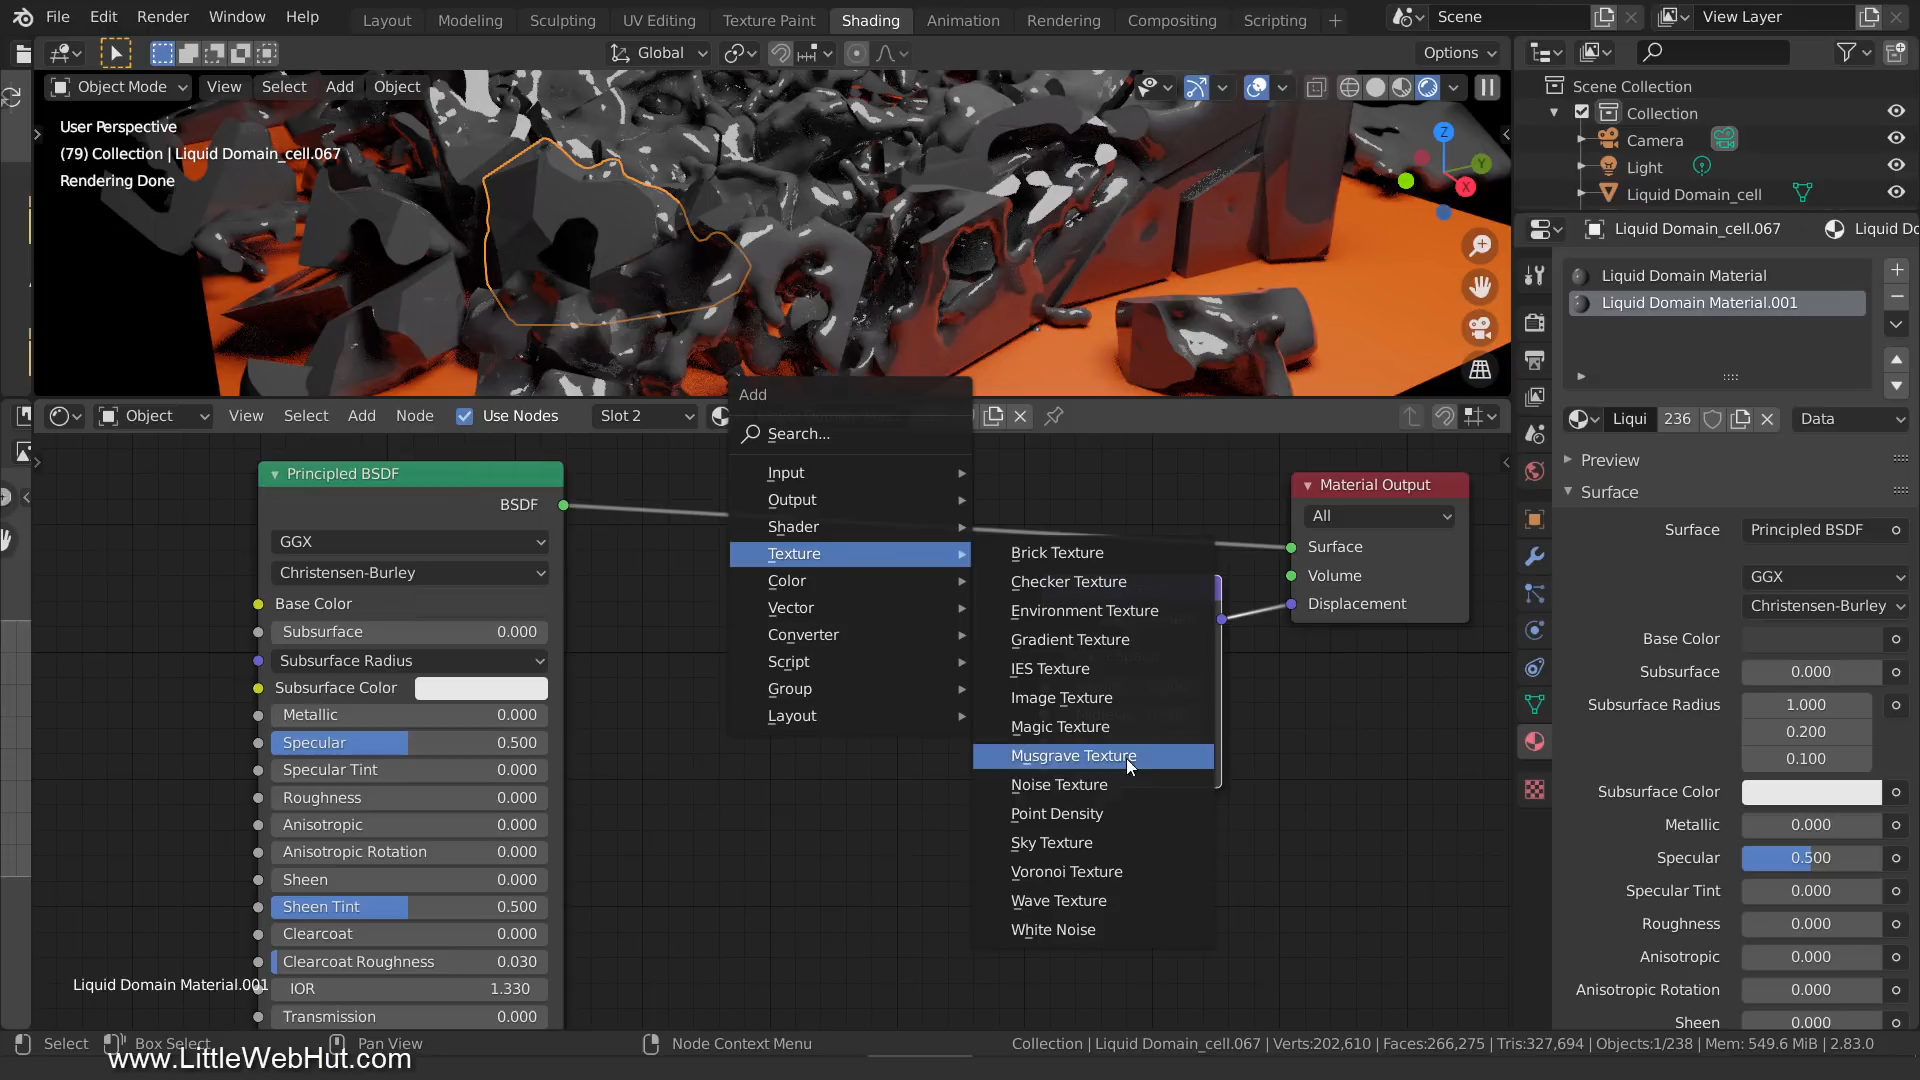 File Edit Render Window Help Layout Modeling Sculpting UV Editing Texture Paint Shading Animation Rendering Compositing Scripting + Scene View Layer
Global Options
Object Mode View Select Add Object
User Perspective
(79) Collection | Liquid Domain_cell.067
Rendering Done
Z
Y
X
Scene Collection
Collection
Camera
Light
Liquid Domain_cell
Liquid Domain_cell.067 Liquid Do
Liquid Domain Material
Liquid Domain Material.001
Liqui 236 Data
Preview
Surface
Surface Principled BSDF
GGX
Christensen-Burley
Base Color
Subsurface 0.000
Subsurface Radius 1.000
0.200
0.100
Subsurface Color
Metallic 0.000
Specular 0.500
Specular Tint 0.000
Roughness 0.000
Anisotropic 0.000
Anisotropic Rotation 0.000
Sheen 0.000
Object View Select Add Node Use Nodes Slot 2
Principled BSDF
BSDF
GGX
Christensen-Burley
Base Color
Subsurface 0.000
Subsurface Radius
Subsurface Color
Metallic 0.000
Specular 0.500
Specular Tint 0.000
Roughness 0.000
Anisotropic 0.000
Anisotropic Rotation 0.000
Sheen 0.000
Sheen Tint 0.500
Clearcoat 0.000
Clearcoat Roughness 0.030
IOR 1.330
Transmission 0.000
Liquid Domain Material.001
Add
Search...
Input
Output
Shader
Texture
Color
Vector
Converter
Script
Group
Layout
Brick Texture
Checker Texture
Environment Texture
Gradient Texture
IES Texture
Image Texture
Magic Texture
Musgrave Texture
Noise Texture
Point Density
Sky Texture
Voronoi Texture
Wave Texture
White Noise
Material Output
All
Surface
Volume
Displacement
Select Box Select Pan View Node Context Menu Collection | Liquid Domain_cell.067 | Verts:202,610 | Faces:266,275 | Tris:327,694 | Objects:1/238 | Mem: 549.6 MiB | 2.83.0
www.LittleWebHut.com